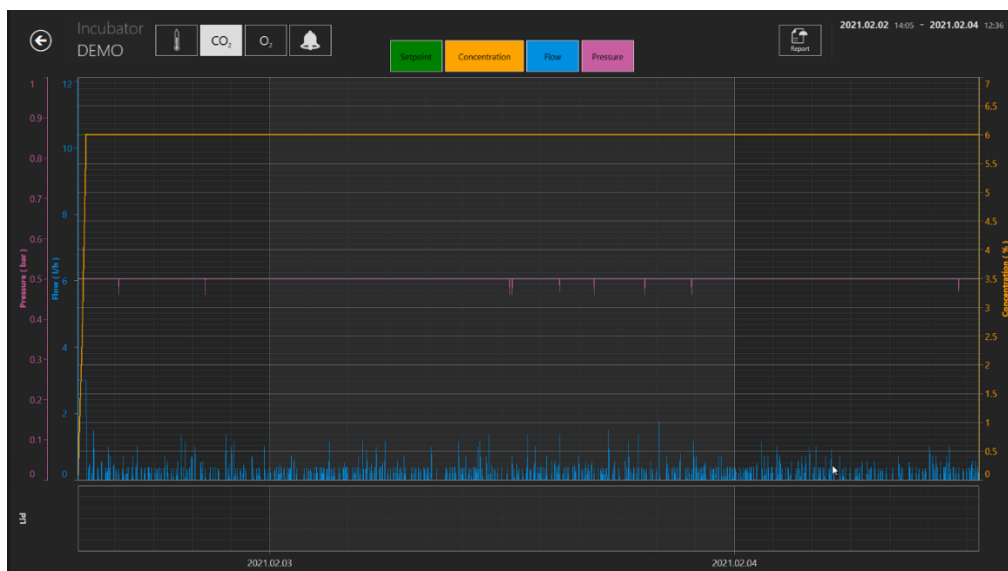 Incubator
DEMO
CO₂
O₂
Setpoint
Concentration
Flow
Pressure
Report
2021.02.02 14:05 - 2021.02.04 12:36
Pressure ( bar )
1
0.9
0.8
0.7
0.6
0.5
0.4
0.3
0.2
0.1
0
Flow ( l/h )
12
10
8
6
4
2
0
7
6.5
6
5.5
5
4.5
4
3.5
3
2.5
2
1.5
1
0.5
0
Concentration ( % )
Lid
2021.02.03
2021.02.04